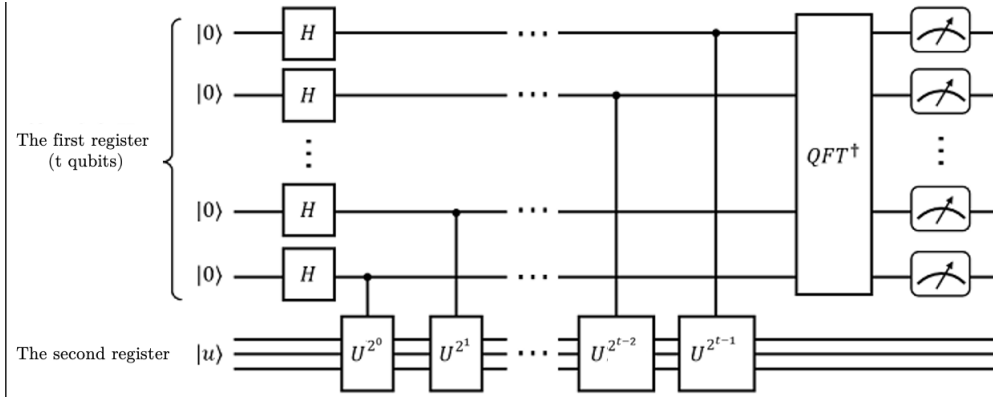 |0⟩ H ...
|0⟩ H ...
The first register
(t qubits)
⋮ QFT† ⋮
|0⟩ H ...
|0⟩ H
The second register |u⟩ U^{2^0} U^{2^1} ... U^{2^{t-2}} U^{2^{t-1}}